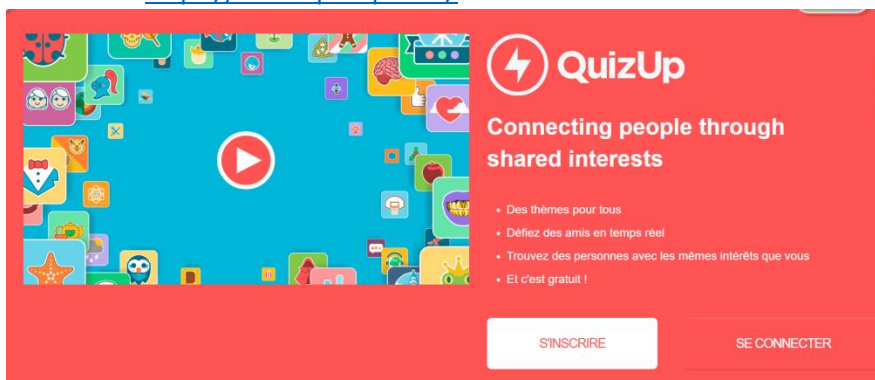 QuizUp
Connecting people through
shared interests
• Des thèmes pour tous
• Défiez des amis en temps réel
• Trouvez des personnes avec les mêmes intérêts que vous
• Et c'est gratuit !
S'INSCRIRE
SE CONNECTER